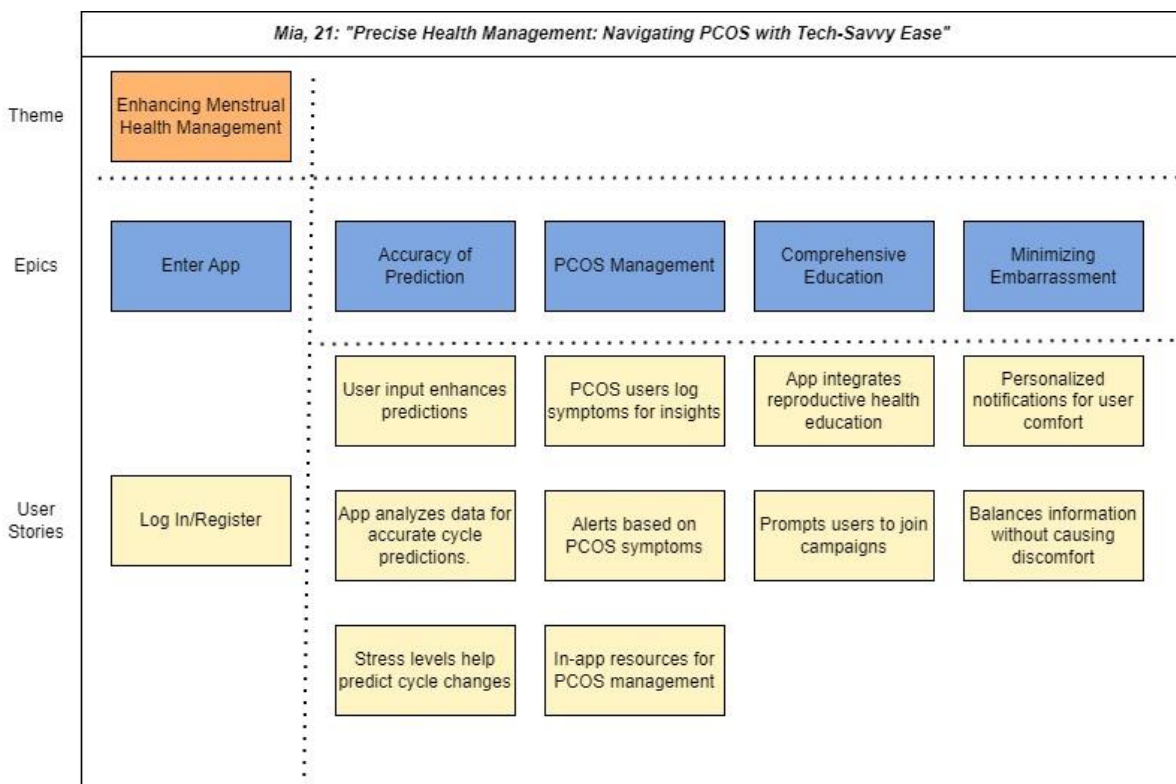 Mia, 21: "Precise Health Management: Navigating PCOS with Tech-Savvy Ease"
Theme
Enhancing Menstrual
Health Management
Epics
Enter App
Accuracy of
Prediction
PCOS Management
Comprehensive
Education
Minimizing
Embarrassment
User
Stories
Log In/Register
User input enhances
predictions
PCOS users log
symptoms for insights
App integrates
reproductive health
education
Personalized
notifications for user
comfort
App analyzes data for
accurate cycle
predictions.
Alerts based on
PCOS symptoms
Prompts users to join
campaigns
Balances information
without causing
discomfort
Stress levels help
predict cycle changes
In-app resources for
PCOS management